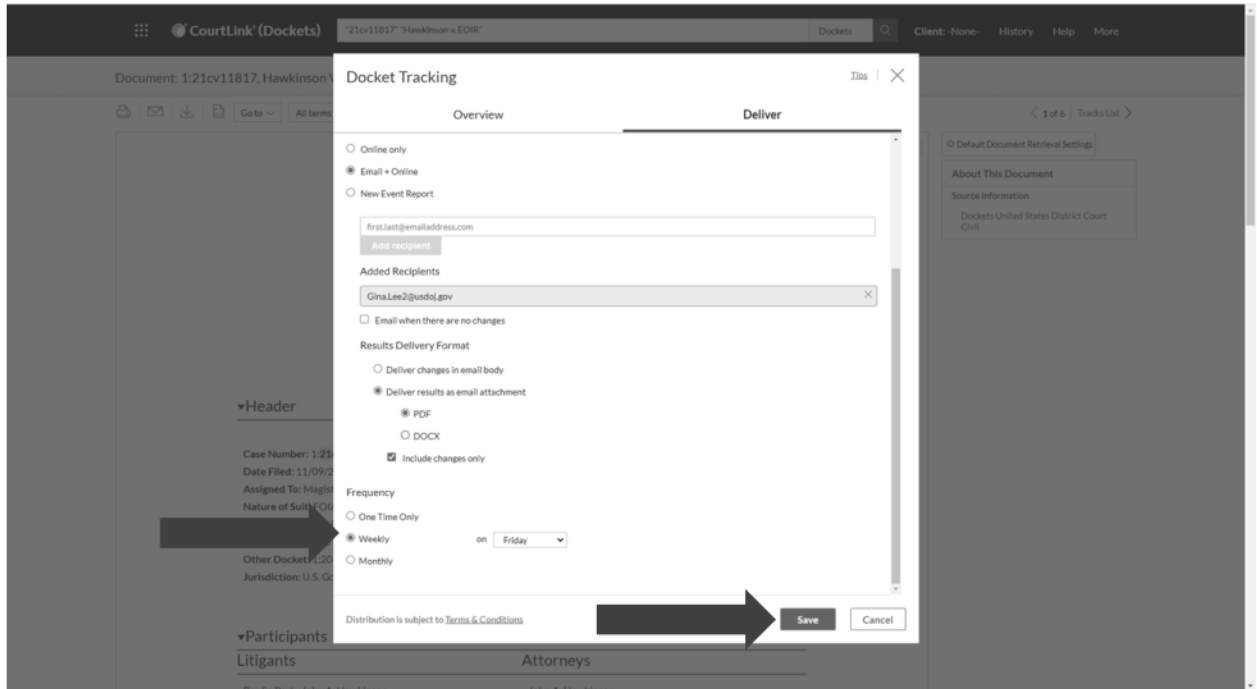 CourtLink' (Dockets) "21cv11817" "Hawkinson v. EOIR" Dockets Client: -None- History Help More
Document: 1:21cv11817, Hawkinson V
Go to All terms 1 of 6 Tracks List
Docket Tracking Tips
Overview Deliver
Online only
Email + Online
New Event Report
first.last@emailaddress.com
Add recipient
Added Recipients
Gina.Lee2@usdoj.gov
Email when there are no changes
Results Delivery Format
Deliver changes in email body
Deliver results as email attachment
PDF
DOCX
Include changes only
Frequency
One Time Only
Weekly on Friday
Monthly
Distribution is subject to Terms & Conditions Save Cancel
Default Document Retrieval Settings
About This Document
Source Information
Dockets United States District Court
Civil
Header
Case Number: 1:21
Date Filed: 11/09/2
Assigned To: Magist
Nature of Suit: FOIA
Other Docket: 1:20
Jurisdiction: U.S. Go
Participants
Litigants Attorneys